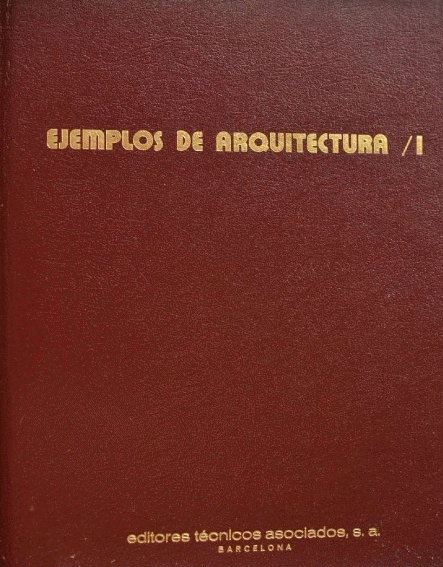 EJEMPLOS DE ARQUITECTURA /I
editores técnicos asociados, s. a.
BARCELONA